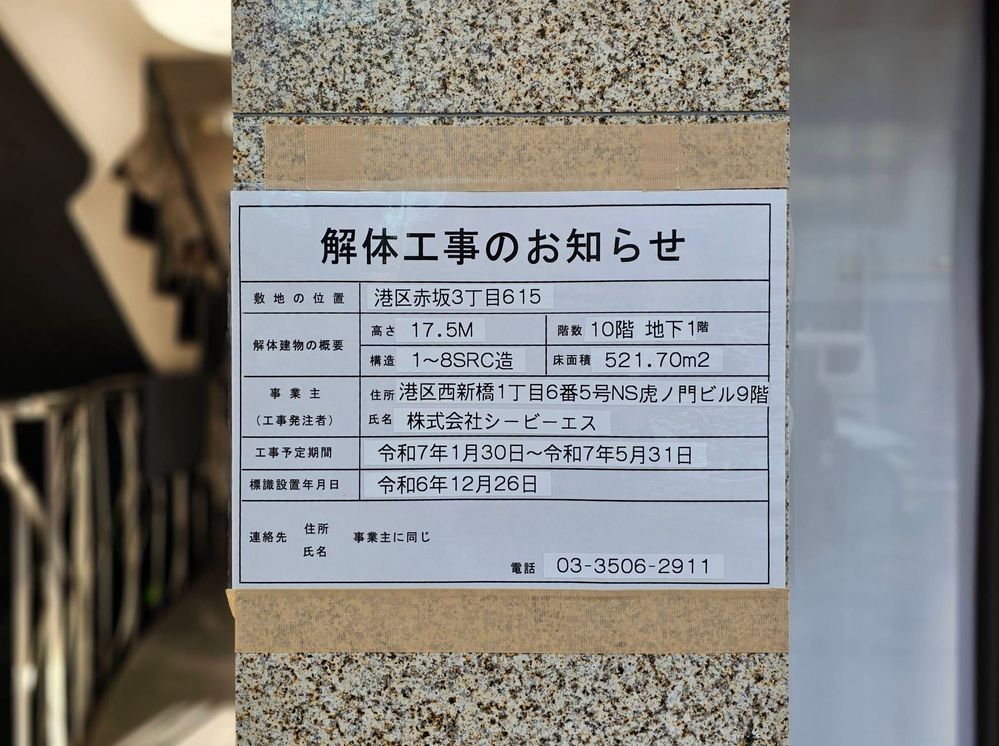 解体工事のお知らせ
敷地の位置 港区赤坂3丁目615
解体建物の概要 高さ 17.5M 階数 10階 地下1階
構造 1～8SRC造 床面積 521.70m2
事業主 (工事発注者) 住所 港区西新橋1丁目6番5号NS虎ノ門ビル9階
氏名 株式会社シービーエス
工事予定期間 令和7年1月30日～令和7年5月31日
標識設置年月日 令和6年12月26日
連絡先 住所 氏名 事業主に同じ
電話 03-3506-2911